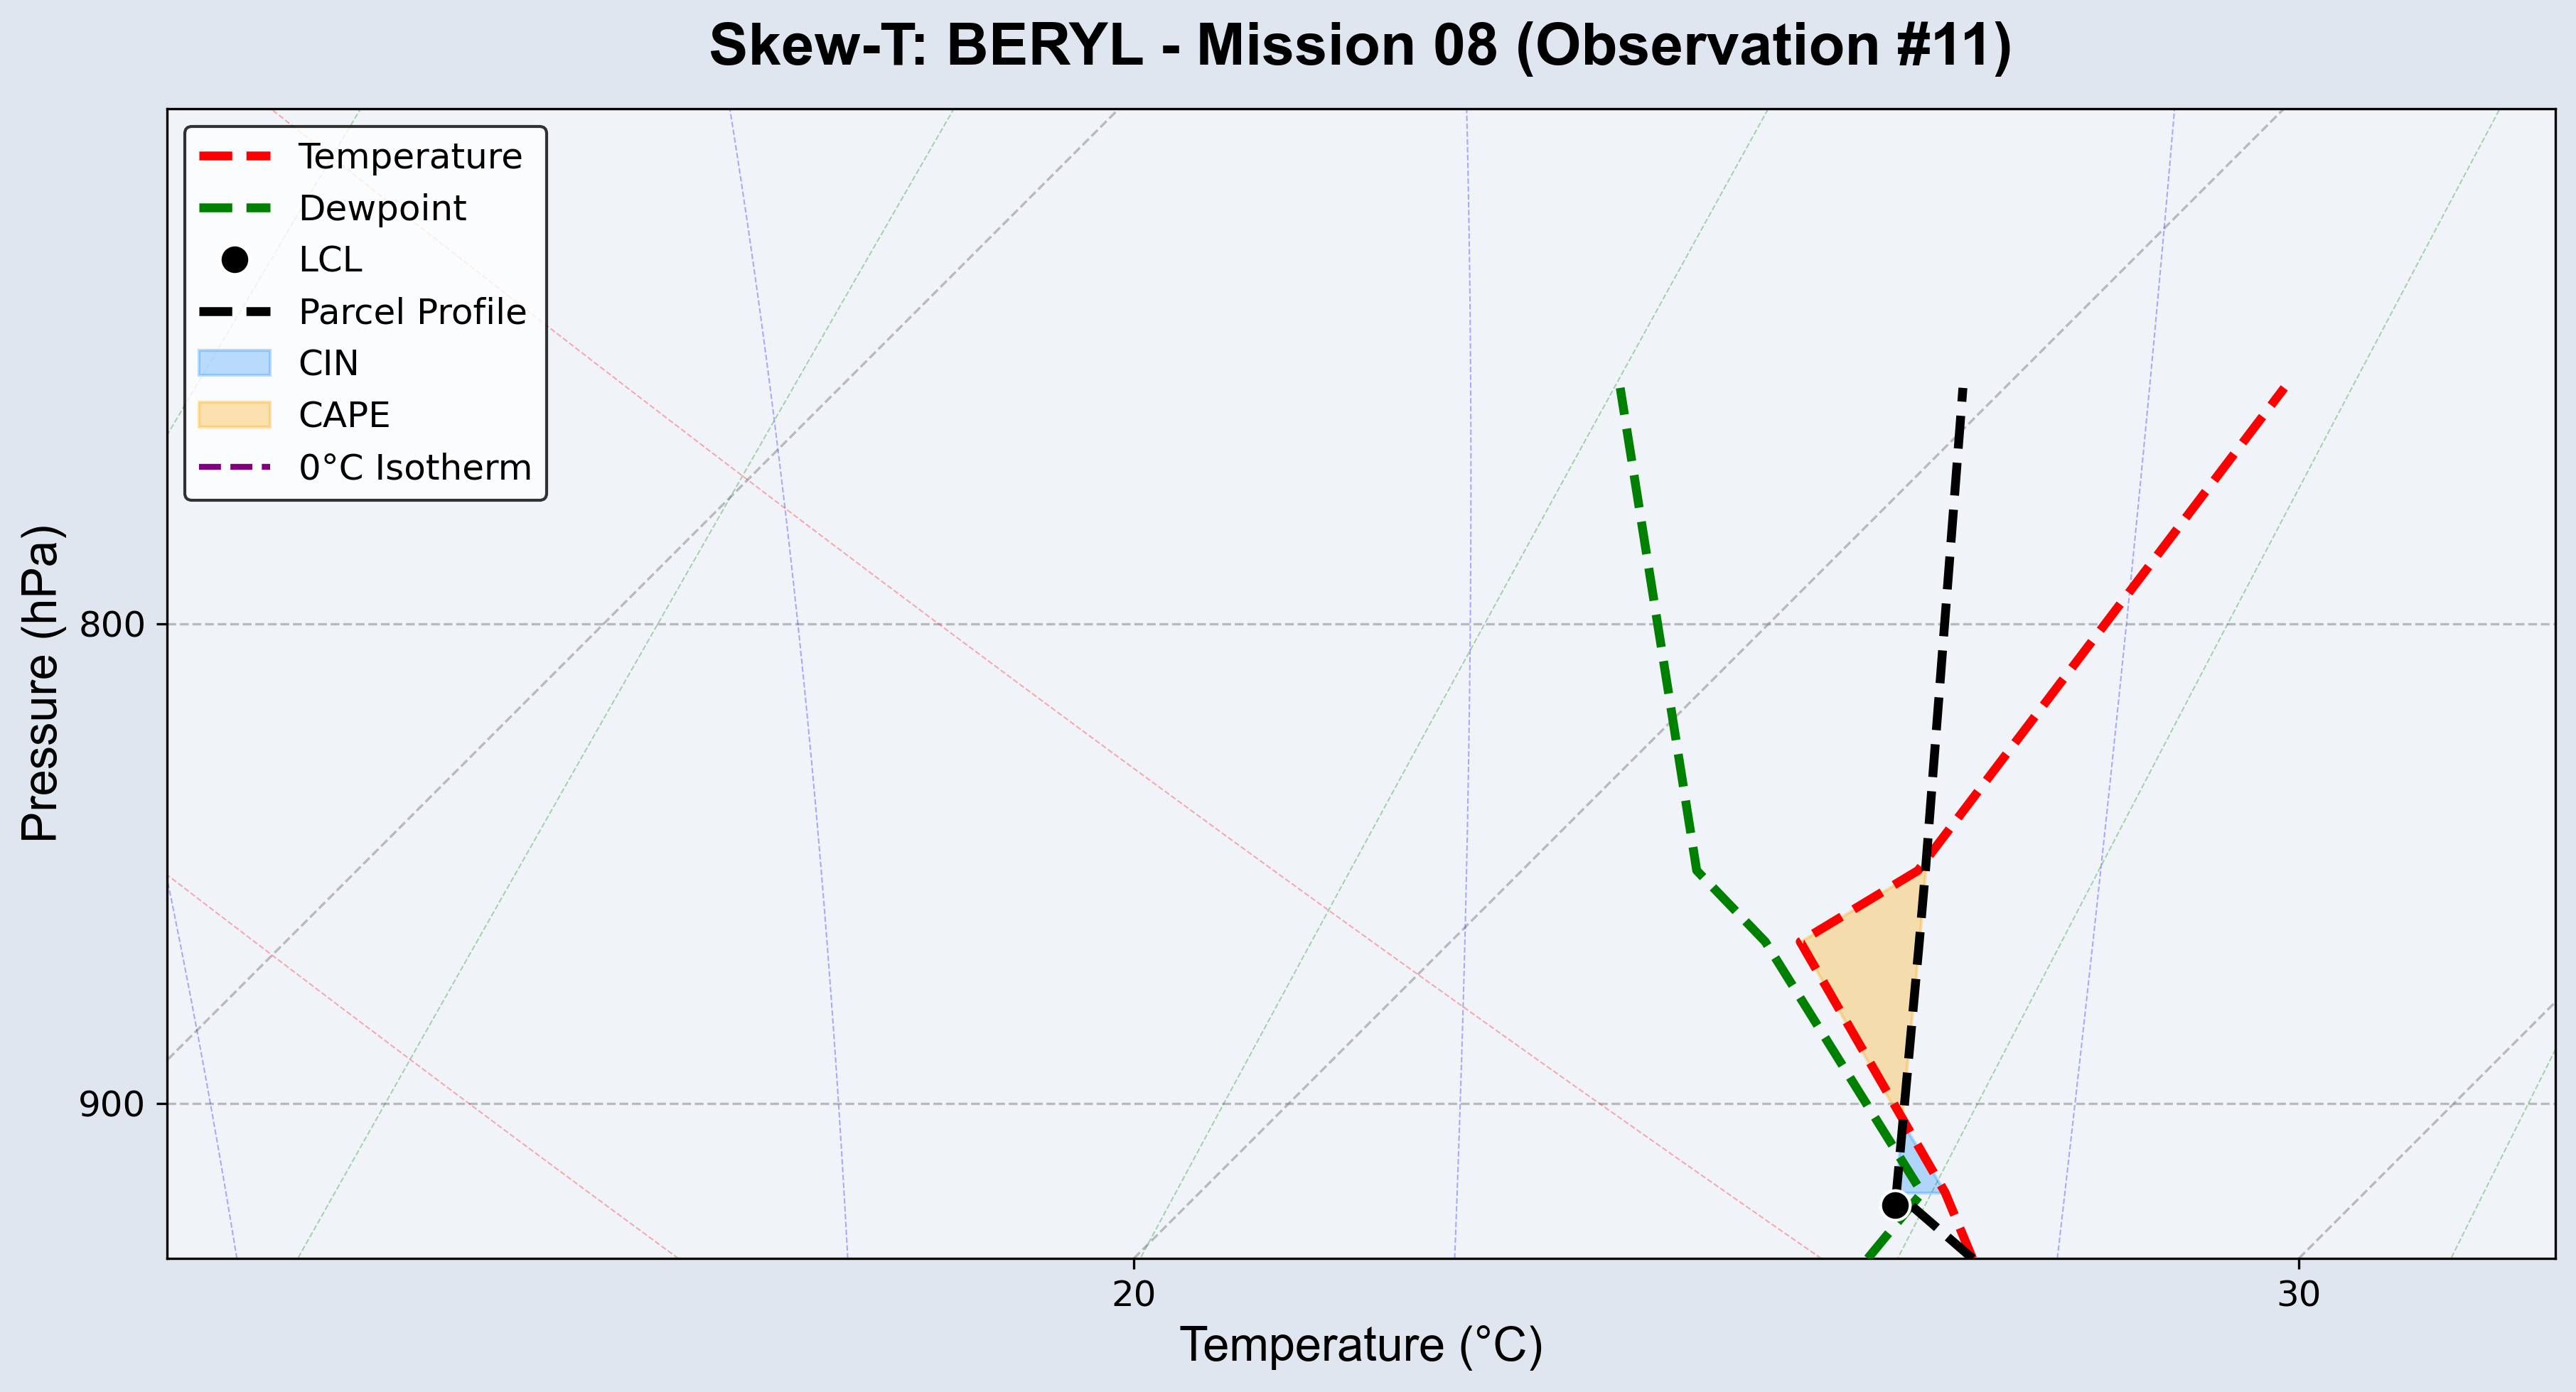 Skew-T: BERYL - Mission 08 (Observation #11)
Temperature
Dewpoint
LCL
Parcel Profile
CIN
CAPE
0°C Isotherm
Pressure (hPa)
800
900
20
30
Temperature (°C)